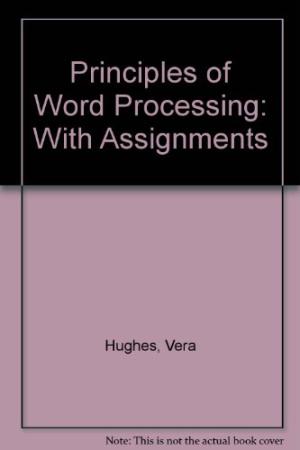 Principles of
Word Processing:
With Assignments
Hughes, Vera
Note: This is not the actual book cover